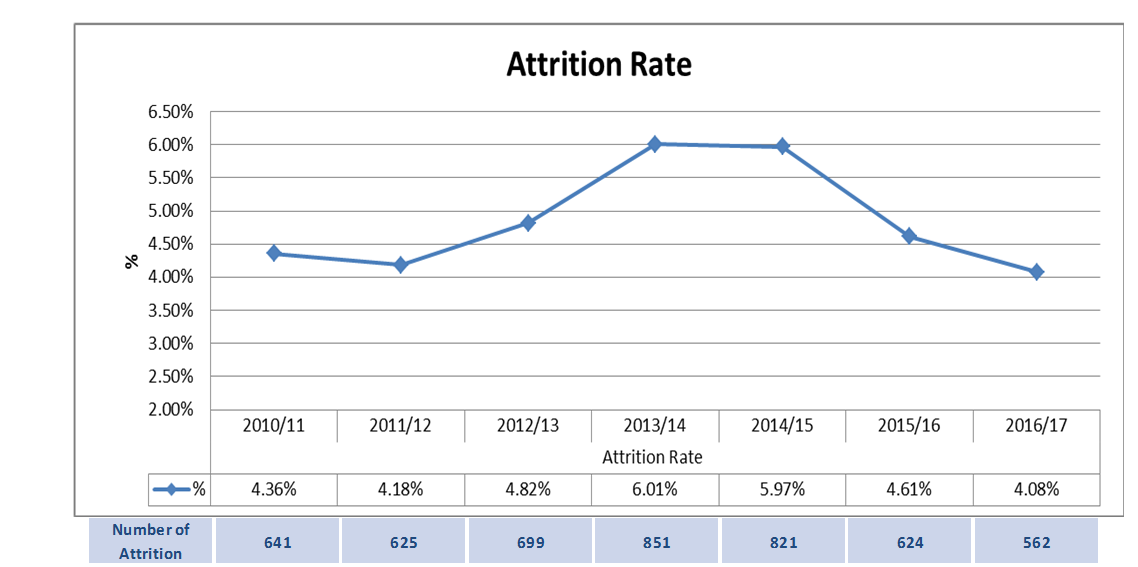 Attrition Rate
6.50%
6.00%
5.50%
5.00%
4.50%
4.00%
3.50%
3.00%
2.50%
2.00%
%
2010/11 2011/12 2012/13 2013/14 2014/15 2015/16 2016/17
Attrition Rate
% 4.36% 4.18% 4.82% 6.01% 5.97% 4.61% 4.08%
Number of
Attrition 641 625 699 851 821 624 562